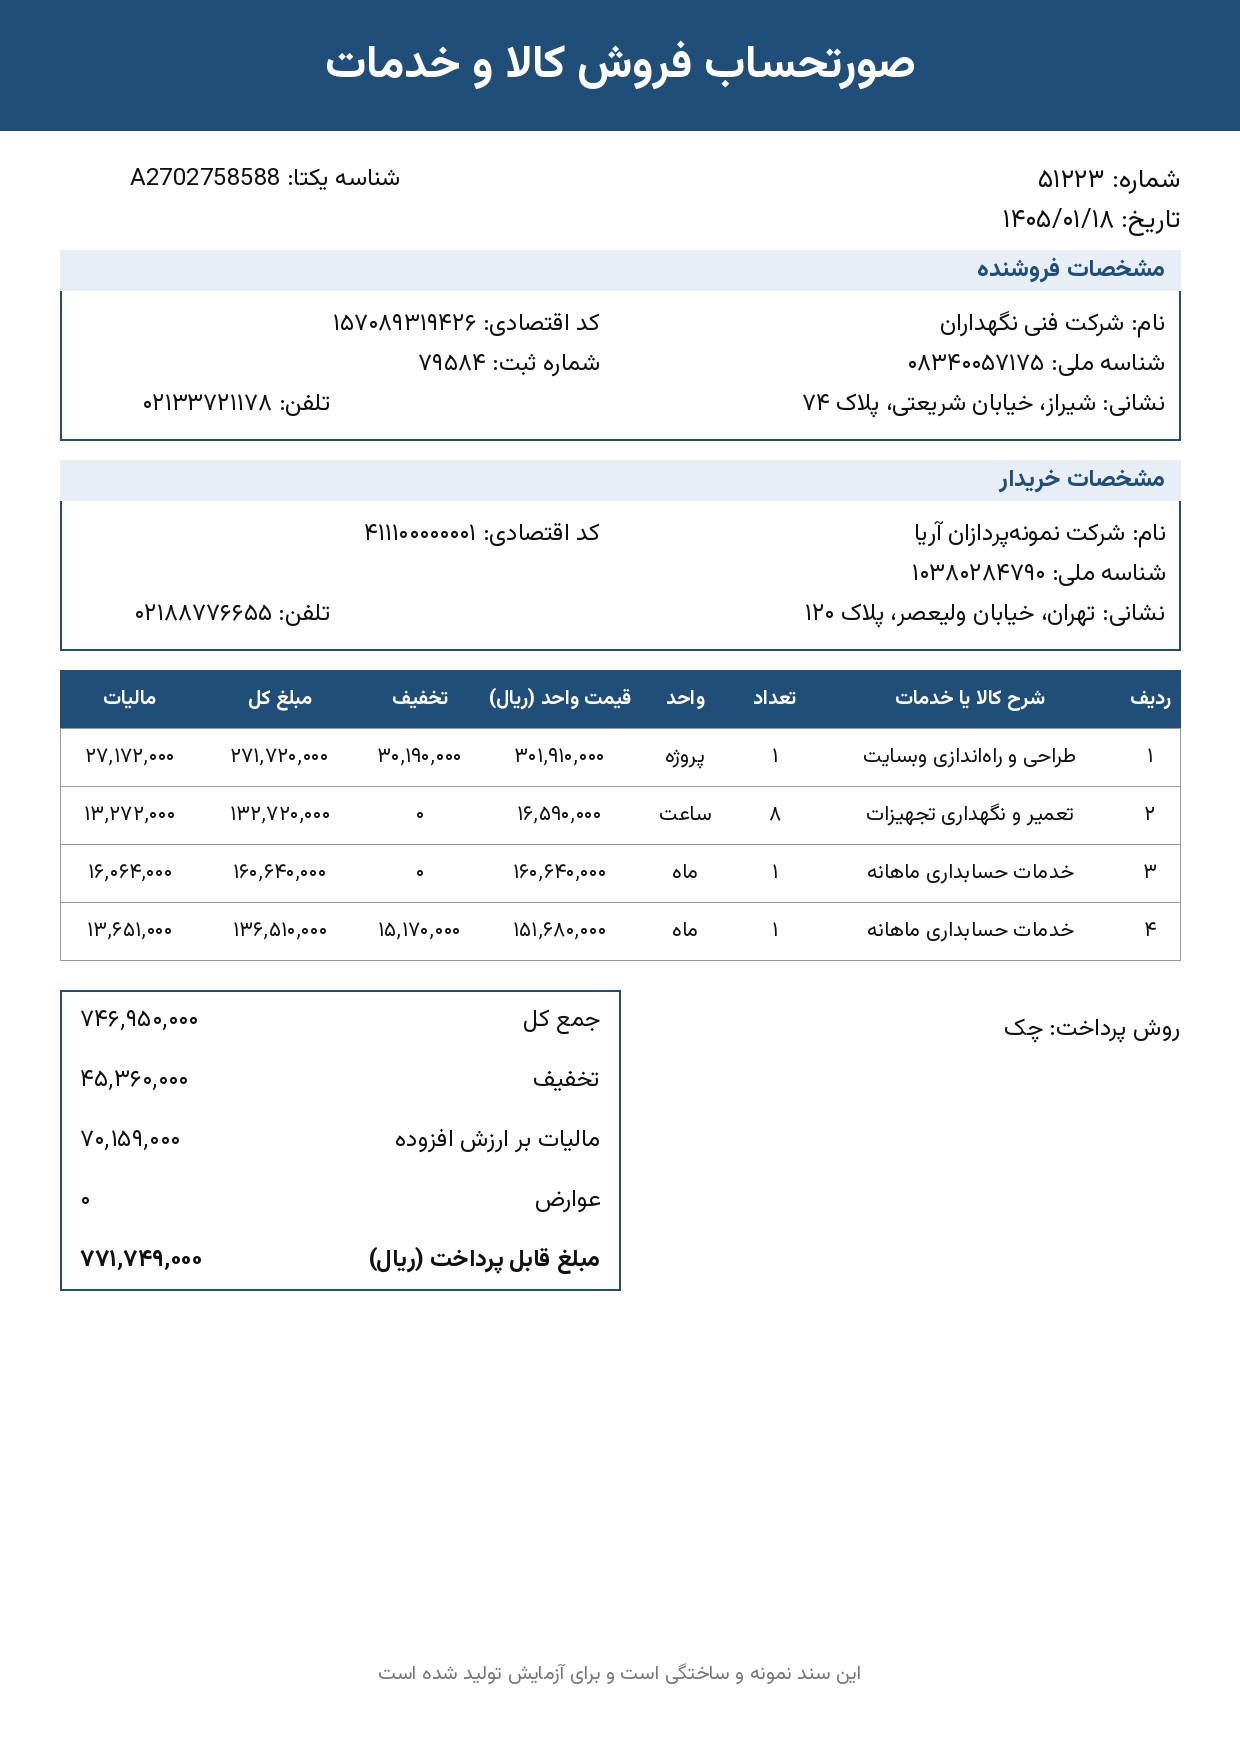 صورتحساب فروش کالا و خدمات
شماره: ۵۱۲۲۳
شناسه یکتا: A2702758588
تاریخ: ۱۴۰۵/۰۱/۱۸
مشخصات فروشنده
نام: شرکت فنی نگهداران
کد اقتصادی: ۱۵۷۰۸۹۳۱۹۴۲۶
شناسه ملی: ۰۸۳۴۰۰۵۷۱۷۵
شماره ثبت: ۷۹۵۸۴
نشانی: شیراز، خیابان شریعتی، پلاک ۷۴
تلفن: ۰۲۱۳۳۷۲۱۱۷۸
مشخصات خریدار
نام: شرکت نمونه‌پردازان آریا
کد اقتصادی: ۴۱۱۱۰۰۰۰۰۰۰۱
شناسه ملی: ۱۰۳۸۰۲۸۴۷۹۰
نشانی: تهران، خیابان ولیعصر، پلاک ۱۲۰
تلفن: ۰۲۱۸۸۷۷۶۶۵۵
ردیف شرح کالا یا خدمات تعداد واحد قیمت واحد (ریال) تخفیف مبلغ کل مالیات
۱ طراحی و راه‌اندازی وبسایت ۱ پروژه ۳۰۱,۹۱۰,۰۰۰ ۳۰,۱۹۰,۰۰۰ ۲۷۱,۷۲۰,۰۰۰ ۲۷,۱۷۲,۰۰۰
۲ تعمیر و نگهداری تجهیزات ۸ ساعت ۱۶,۵۹۰,۰۰۰ ۰ ۱۳۲,۷۲۰,۰۰۰ ۱۳,۲۷۲,۰۰۰
۳ خدمات حسابداری ماهانه ۱ ماه ۱۶۰,۶۴۰,۰۰۰ ۰ ۱۶۰,۶۴۰,۰۰۰ ۱۶,۰۶۴,۰۰۰
۴ خدمات حسابداری ماهانه ۱ ماه ۱۵۱,۶۸۰,۰۰۰ ۱۵,۱۷۰,۰۰۰ ۱۳۶,۵۱۰,۰۰۰ ۱۳,۶۵۱,۰۰۰
روش پرداخت: چک
جمع کل ۷۴۶,۹۵۰,۰۰۰
تخفیف ۴۵,۳۶۰,۰۰۰
مالیات بر ارزش افزوده ۷۰,۱۵۹,۰۰۰
عوارض ۰
مبلغ قابل پرداخت (ریال) ۷۷۱,۷۴۹,۰۰۰
این سند نمونه و ساختگی است و برای آزمایش تولید شده است